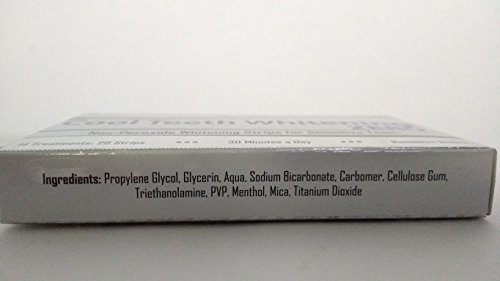 Cool Teeth Whitening
Non-Peroxide Whitening Strips for Sensitive
14 Treatments, 28 Strips *** 30 Minutes a Day ***
Ingredients: Propylene Glycol, Glycerin, Aqua, Sodium Bicarbonate, Carbomer, Cellulose Gum,
Triethanolamine, PVP, Menthol, Mica, Titanium Dioxide